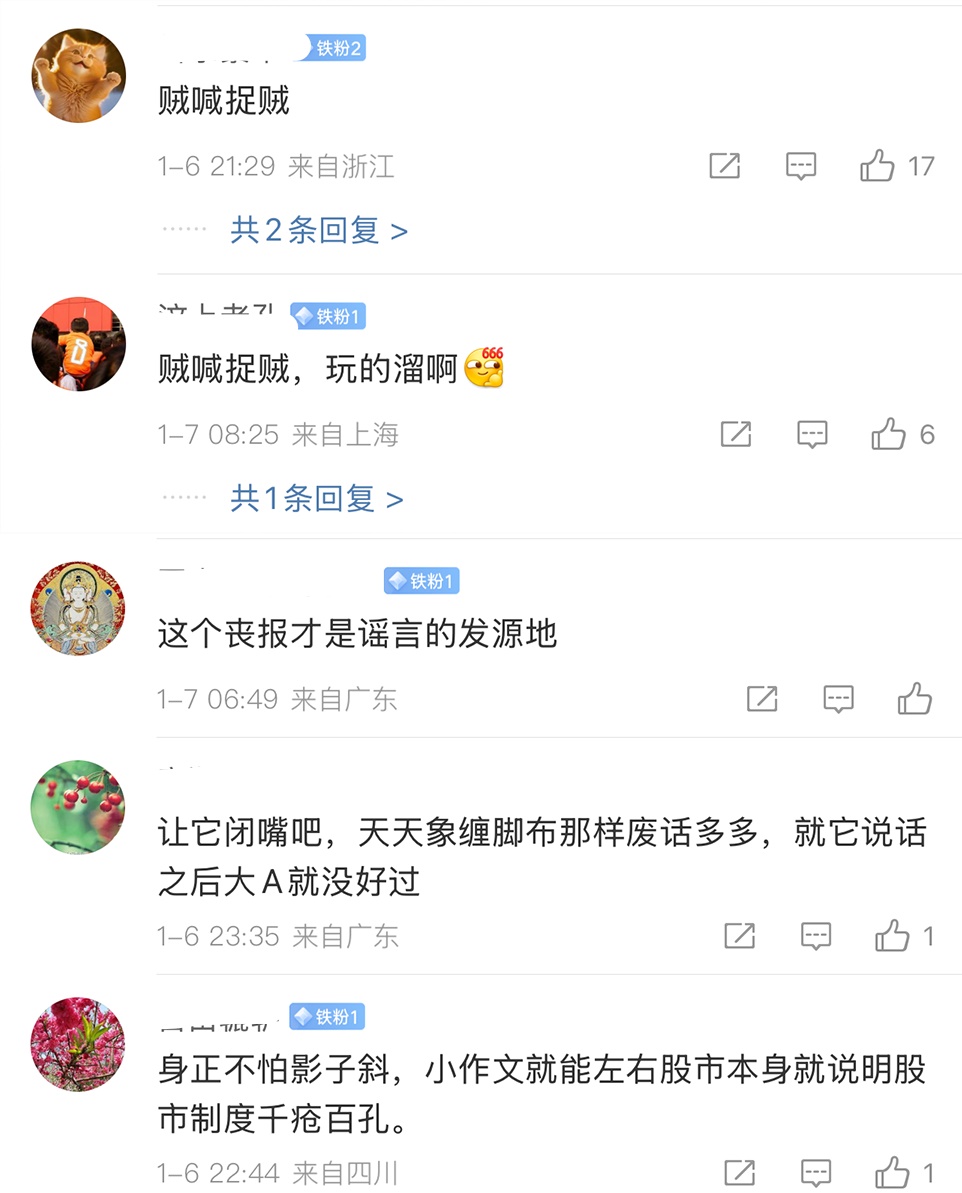 铁粉2
贼喊捉贼
1–6 21:29 来自浙江
17
······ 共2条回复 >
铁粉1
贼喊捉贼，玩的溜啊666
1–7 08:25 来自上海
6
······ 共1条回复 >
铁粉1
这个丧报才是谣言的发源地
1–7 06:49 来自广东
让它闭嘴吧，天天象缠脚布那样废话多多，就它说话
之后大A就没好过
1–6 23:35 来自广东
1
铁粉1
身正不怕影子斜，小作文就能左右股市本身就说明股
市制度千疮百孔。
1–6 22:44 来自四川
1